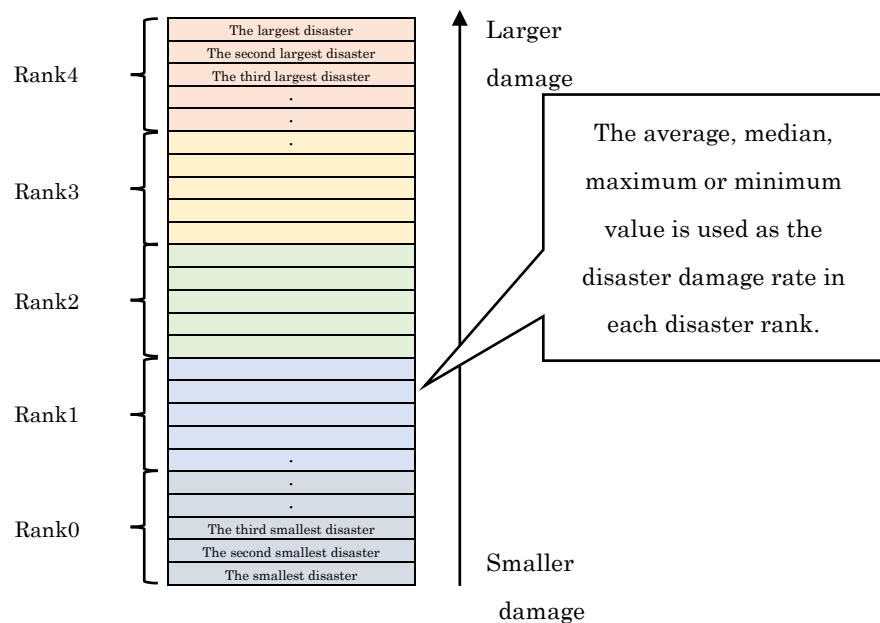 Rank4
Rank3
Rank2
Rank1
Rank0
The largest disaster
The second largest disaster
The third largest disaster
.
.
.
.
.
.
The third smallest disaster
The second smallest disaster
The smallest disaster
Larger
damage
The average, median,
maximum or minimum
value is used as the
disaster damage rate in
each disaster rank.
Smaller
damage